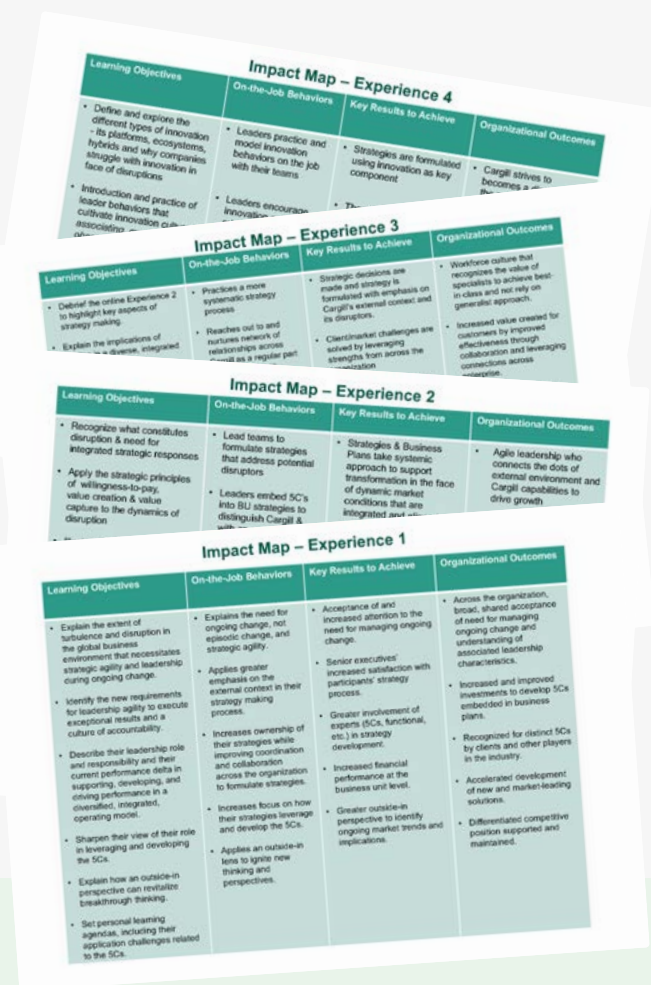 Impact Map – Experience 4
Learning Objectives
On-the-Job Behaviors
Key Results to Achieve
Organizational Outcomes
• Define and explore the
different types of innovation
- its platforms, ecosystems,
hybrids and why companies
struggle with innovation in
face of disruptions
• Introduction and practice of
leader behaviors that
cultivate innovation
associating,
• Leaders practice and
model innovation
behaviors on the job
with their teams
• Leaders encourage
• Strategies are formulated
using innovation as key
component
• Cargill strives to
becomes a
Impact Map – Experience 3
Learning Objectives
On-the-Job Behaviors
Key Results to Achieve
Organizational Outcomes
• Debrief the online Experience 2
to highlight key aspects of
strategy making.
• Explain the implications of
diverse, integrated
• Practices a more
systematic strategy
process
• Reaches out to and
nurtures network of
relationships across
as a regular part
• Strategic decisions are
made and strategy is
formulated with emphasis on
Cargill's external context and
its disruptors.
• Client/market challenges are
solved by leveraging
strengths from across the
• Workforce culture that
recognizes the value of
specialists to achieve best-
in class and not rely on
generalist approach.
• Increased value created for
customers by improved
effectiveness through
collaboration and leveraging
connections across
enterprise.
Impact Map – Experience 2
Learning Objectives
On-the-Job Behaviors
Key Results to Achieve
Organizational Outcomes
• Recognize what constitutes
disruption & need for
integrated strategic responses
• Apply the strategic principles
of willingness-to-pay,
value creation & value
capture to the dynamics of
disruption
• Lead teams to
formulate strategies
that address potential
disruptors
• Leaders embed 5C's
into BU strategies to
distinguish Cargill &
• Strategies & Business
Plans take systemic
approach to support
transformation in the face
of dynamic market
conditions that are
integrated and
• Agile leadership who
connects the dots of
external environment and
Cargill capabilities to
drive growth
Impact Map – Experience 1
Learning Objectives
On-the-Job Behaviors
Key Results to Achieve
Organizational Outcomes
• Explain the extent of
turbulence and disruption in
the global business
environment that necessitates
strategic agility and leadership
during ongoing change.
• Identify the new requirements
for leadership agility to execute
exceptional results and a
culture of accountability.
• Describe their leadership role
and responsibility and their
current performance delta in
supporting, developing, and
driving performance in a
diversified, integrated,
operating model.
• Sharpen their view of their role
in leveraging and developing
the 5Cs.
• Explain how an outside-in
perspective can revitalize
breakthrough thinking.
• Set personal learning
agendas, including their
application challenges related
to the 5Cs.
• Explains the need for
ongoing change, not
episodic change, and
strategic agility.
• Applies greater
emphasis on the
external context in their
strategy making
process.
• Increases ownership of
their strategies while
improving coordination
and collaboration
across the organization
to formulate strategies.
• Increases focus on how
their strategies leverage
and develop the 5Cs.
• Applies an outside-in
lens to ignite new
thinking and
perspectives.
• Acceptance of and
increased attention to the
need for managing ongoing
change.
• Senior executives'
increased satisfaction with
participants' strategy
process.
• Greater involvement of
experts (5Cs, functional,
etc.) in strategy
development.
• Increased financial
performance at the
business unit level.
• Greater outside-in
perspective to identify
ongoing market trends and
implications.
• Across the organization,
broad, shared acceptance
of need for managing
ongoing change and
understanding of
associated leadership
characteristics.
• Increased and improved
investments to develop 5Cs
embedded in business
plans.
• Recognized for distinct 5Cs
by clients and other players
in the industry.
• Accelerated development
of new and market-leading
solutions.
• Differentiated competitive
position supported and
maintained.